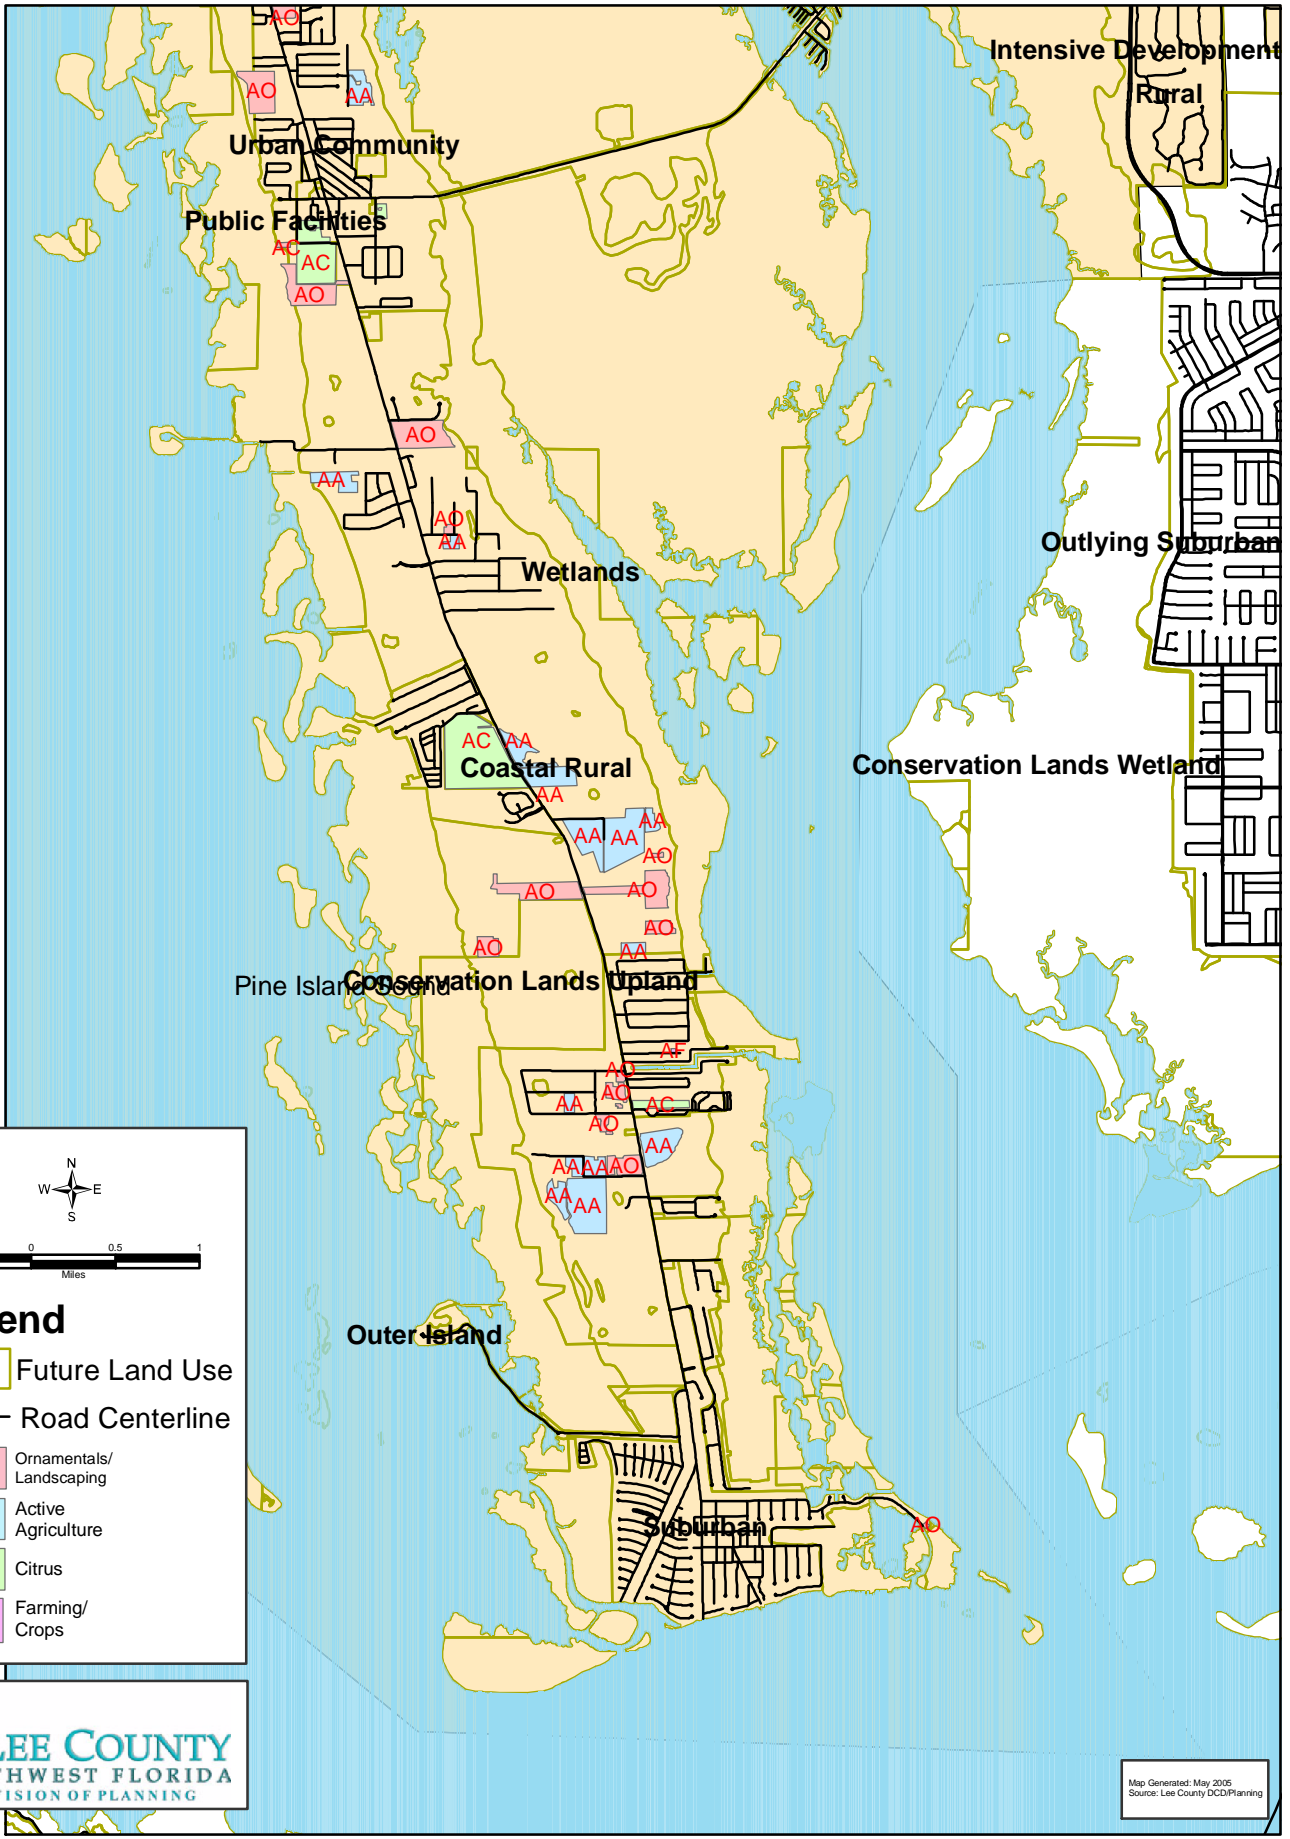 AO
Intensive Development
AO
AA
Rural
Urban Community
Public Facilities
AC
AC
AO
AO
AA
AO
AA
Outlying Suburban
Wetlands
AC
AA
Coastal Rural
Conservation Lands Wetland
AA
AA
AA
AA
AO
AO
AO
AO
AO
AA
Conservation Lands Upland
Pine Island Sound
AF
AO
AO
AA
AC
AO
AA
AA
AA
AO
AA
AA
N
W
E
S
0
0.5
1
Miles
end
Outer Island
Future Land Use
Road Centerline
Ornamentals/
Landscaping
Active
Agriculture
Citrus
Farming/
Crops
Suburban
AO
LEE COUNTY
THWEST FLORIDA
VISION OF PLANNING
Map Generated: May 2005
Source: Lee County DCD/Planning